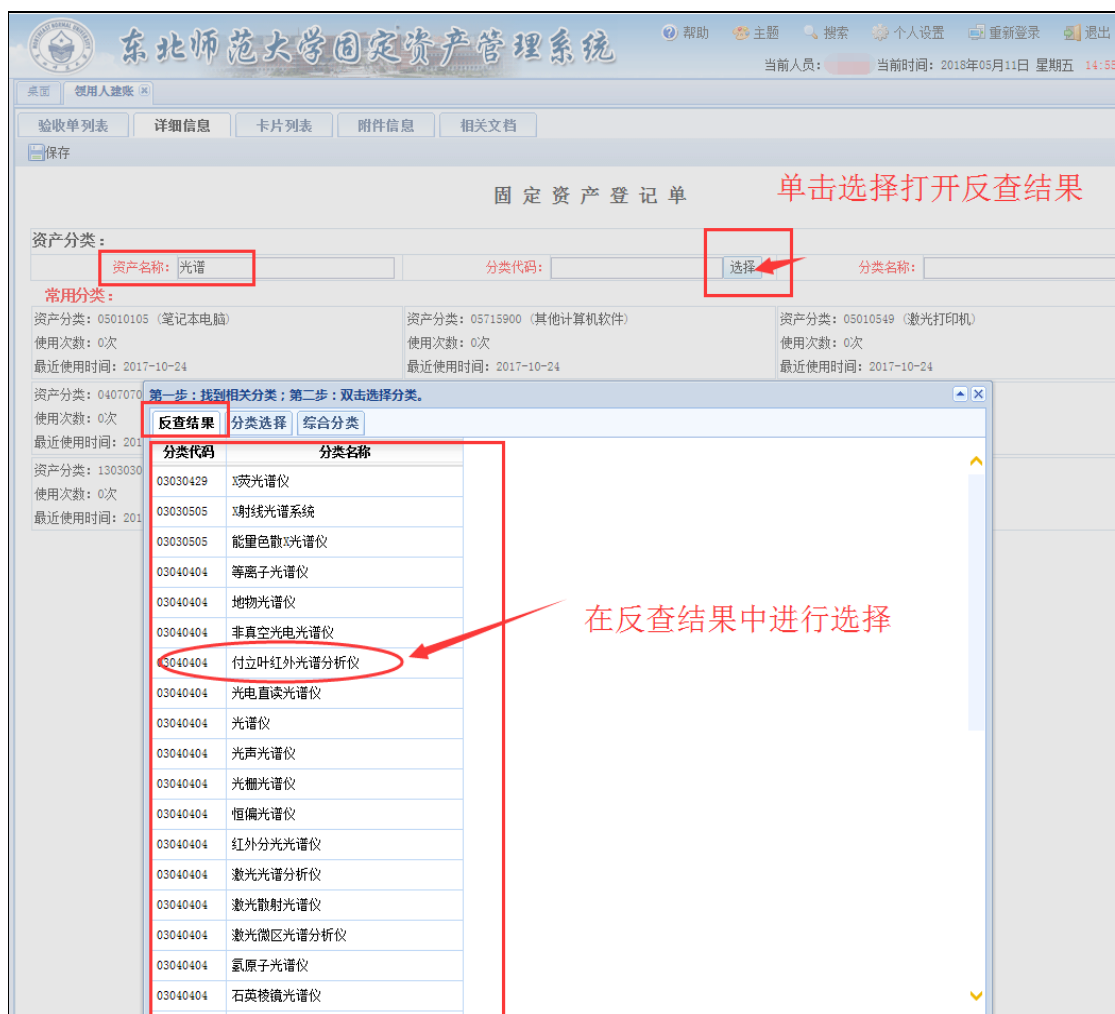 东北师范大学固定资产管理系统
帮助 主题 搜索 个人设置 重新登录 退出
当前人员： 当前时间：2018年05月11日 星期五 14:55
桌面 领用人建账
验收单列表 详细信息 卡片列表 附件信息 相关文档
保存
固定资产登记单
单击选择打开反查结果
资产分类：
资产名称：光谱 分类代码： 选择 分类名称：
常用分类：
资产分类：05010105（笔记本电脑） 资产分类：05715900（其他计算机软件） 资产分类：05010549（激光打印机）
使用次数：0次 使用次数：0次 使用次数：0次
最近使用时间：2017-10-24 最近使用时间：2017-10-24 最近使用时间：2017-10-24
资产分类：0407070
使用次数：0次
最近使用时间：201
资产分类：1303030
使用次数：0次
最近使用时间：201
第一步：找到相关分类；第二步：双击选择分类。
反查结果 分类选择 综合分类
分类代码 分类名称
03030429 X荧光谱仪
03030505 X射线光谱系统
03030505 能量色散X光谱仪
03040404 等离子光谱仪
03040404 地物光谱仪
03040404 非真空光电光谱仪
03040404 付立叶红外光谱分析仪
03040404 光电直读光谱仪
03040404 光谱仪
03040404 光声光谱仪
03040404 光栅光谱仪
03040404 恒偏光谱仪
03040404 红外分光光谱仪
03040404 激光光谱分析仪
03040404 激光散射光谱仪
03040404 激光微区光谱分析仪
03040404 氢原子光谱仪
03040404 石英棱镜光谱仪
在反查结果中进行选择